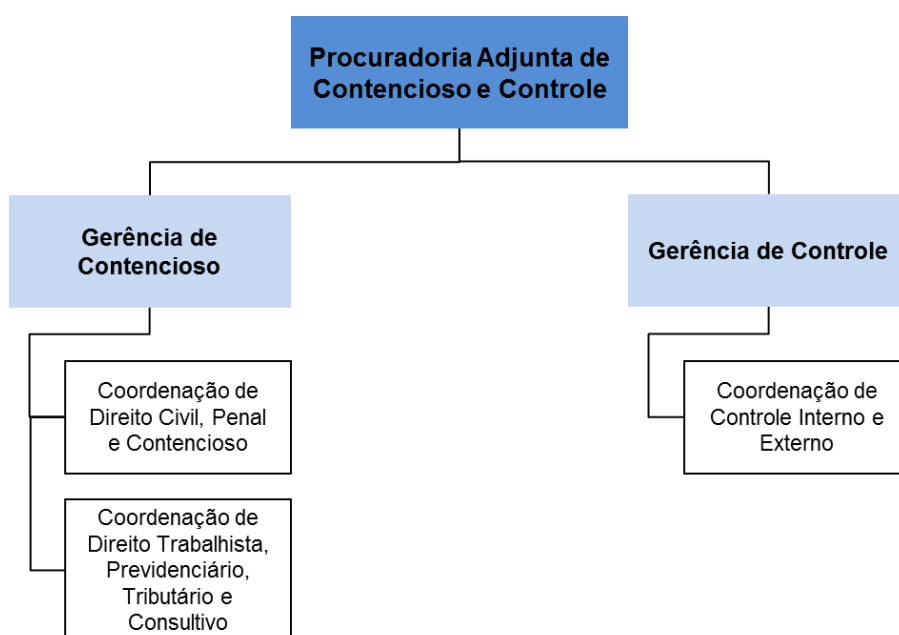 Procuradoria Adjunta de
Contencioso e Controle
Gerência de
Contencioso
Gerência de Controle
Coordenação de
Direito Civil, Penal
e Contencioso
Coordenação de
Controle Interno e
Externo
Coordenação de
Direito Trabalhista,
Previdenciário,
Tributário e
Consultivo